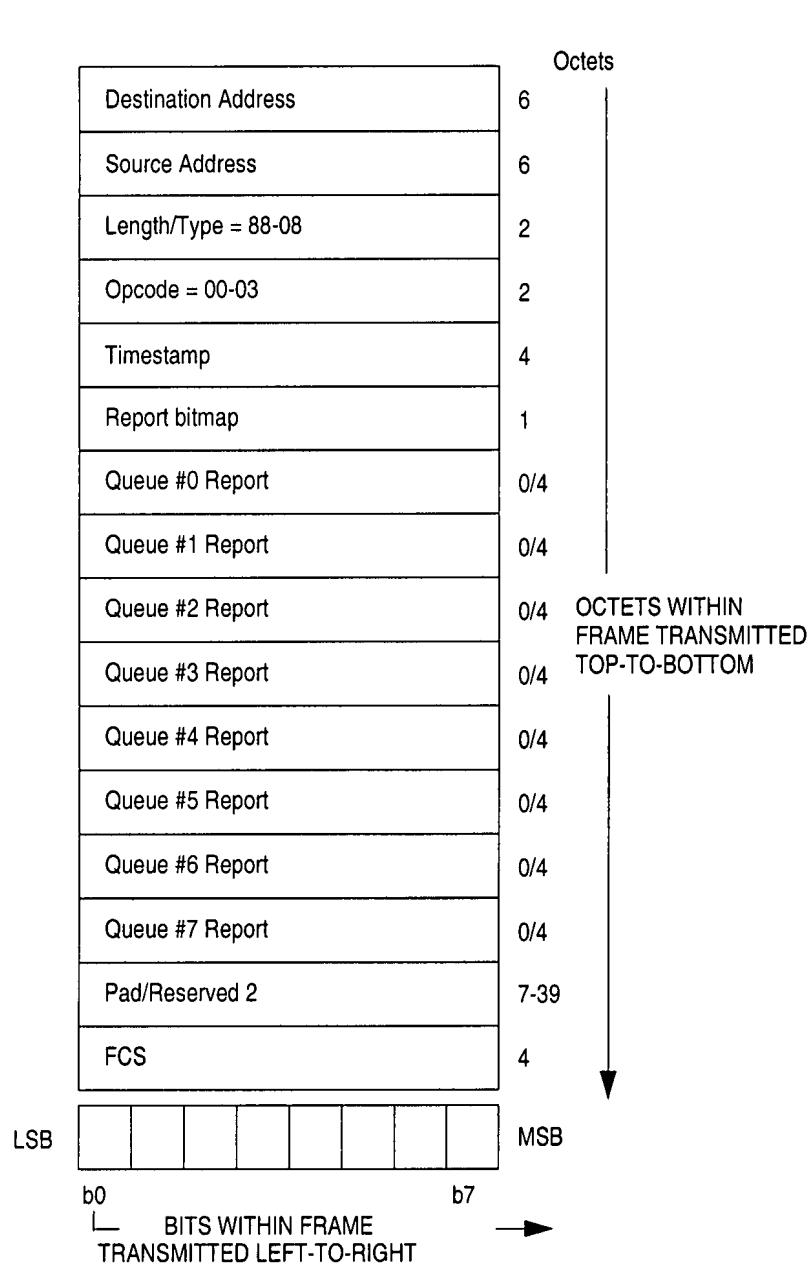 Octets
Destination Address 6
Source Address 6
Length/Type = 88-08 2
Opcode = 00-03 2
Timestamp 4
Report bitmap 1
Queue #0 Report 0/4
Queue #1 Report 0/4
Queue #2 Report 0/4
Queue #3 Report 0/4
Queue #4 Report 0/4
Queue #5 Report 0/4
Queue #6 Report 0/4
Queue #7 Report 0/4
Pad/Reserved 2 7-39
FCS 4
OCTETS WITHIN
FRAME TRANSMITTED
TOP-TO-BOTTOM
LSB MSB
b0 b7
BITS WITHIN FRAME
TRANSMITTED LEFT-TO-RIGHT